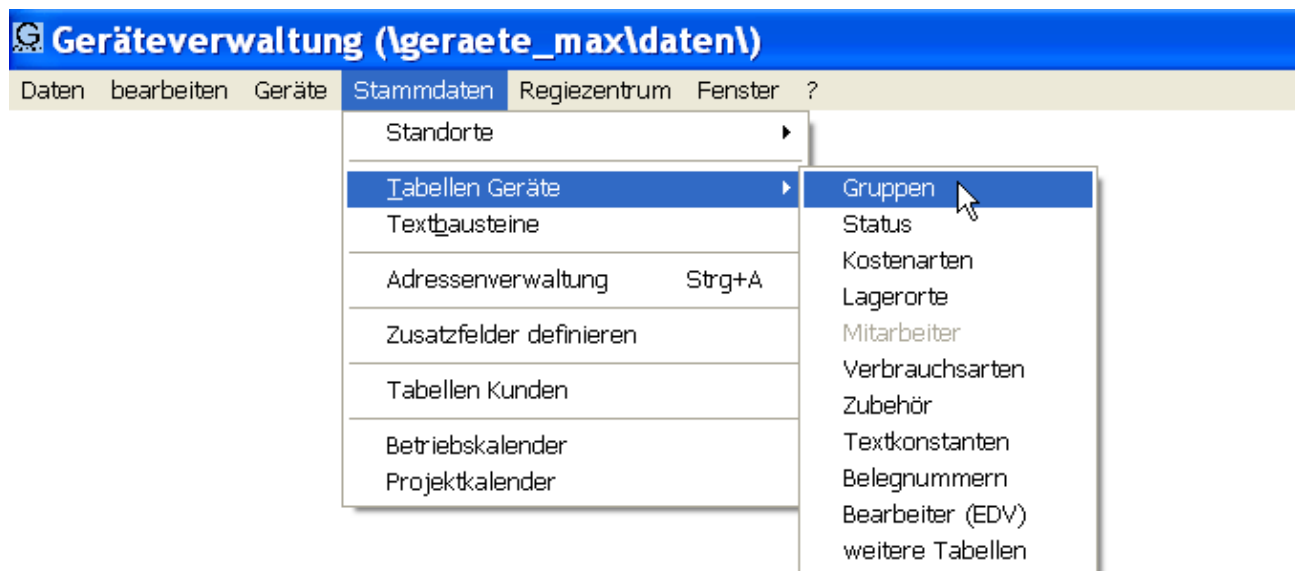 Geräteverwaltung (\geraete_max\daten\)
Daten bearbeiten Geräte Stammdaten Regiezentrum Fenster ?
Standorte
Tabellen Geräte
Textbausteine
Adressenverwaltung Strg+A
Zusatzfelder definieren
Tabellen Kunden
Betriebskalender
Projektkalender
Gruppen
Status
Kostenarten
Lagerorte
Mitarbeiter
Verbrauchsarten
Zubehör
Textkonstanten
Belegnummern
Bearbeiter (EDV)
weitere Tabellen